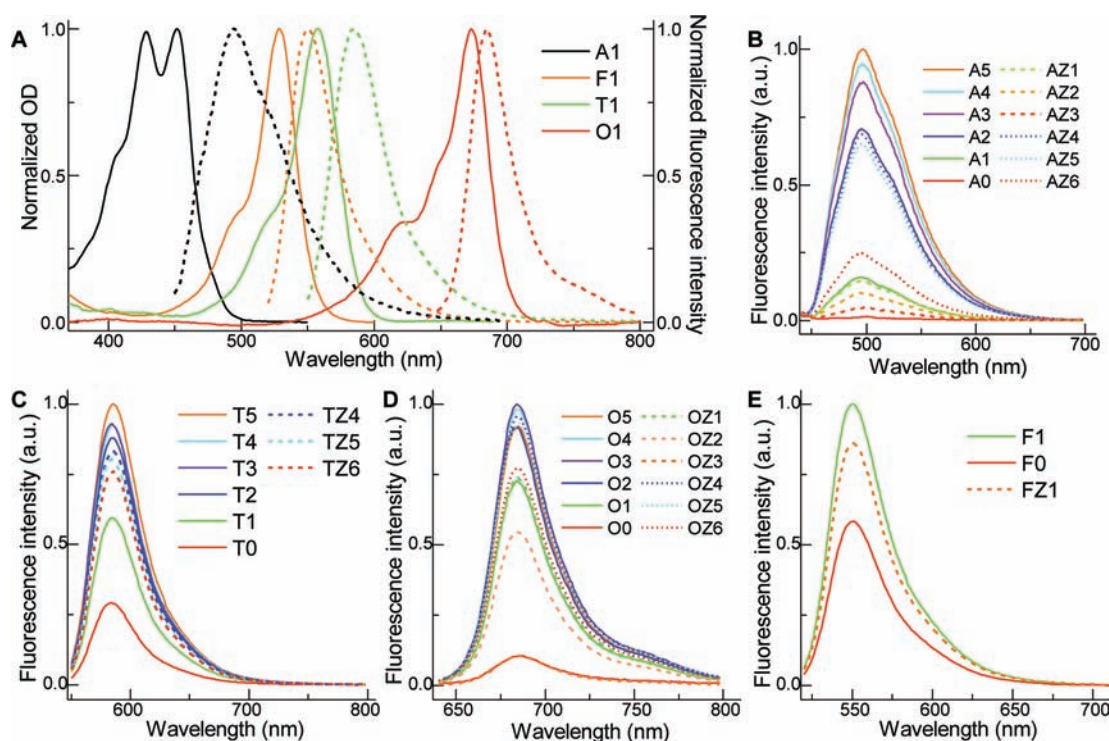 A
Normalized OD
1.0
0.5
0.0
400
500
600
700
800
Wavelength (nm)
A1
F1
T1
O1
1.0
0.5
0.0
Normalized fluorescence intensity
B
Fluorescence intensity (a.u.)
1.0
0.5
0.0
500
600
700
Wavelength (nm)
A5 AZ1
A4 AZ2
A3 AZ3
A2 AZ4
A1 AZ5
A0 AZ6
C
Fluorescence intensity (a.u.)
1.0
0.5
0.0
600
700
800
Wavelength (nm)
T5 TZ4
T4 TZ5
T3 TZ6
T2
T1
T0
D
Fluorescence intensity (a.u.)
1.0
0.5
0.0
650
700
750
800
Wavelength (nm)
O5 OZ1
O4 OZ2
O3 OZ3
O2 OZ4
O1 OZ5
O0 OZ6
E
Fluorescence intensity (a.u.)
1.0
0.5
0.0
550
600
650
700
Wavelength (nm)
F1
F0
FZ1